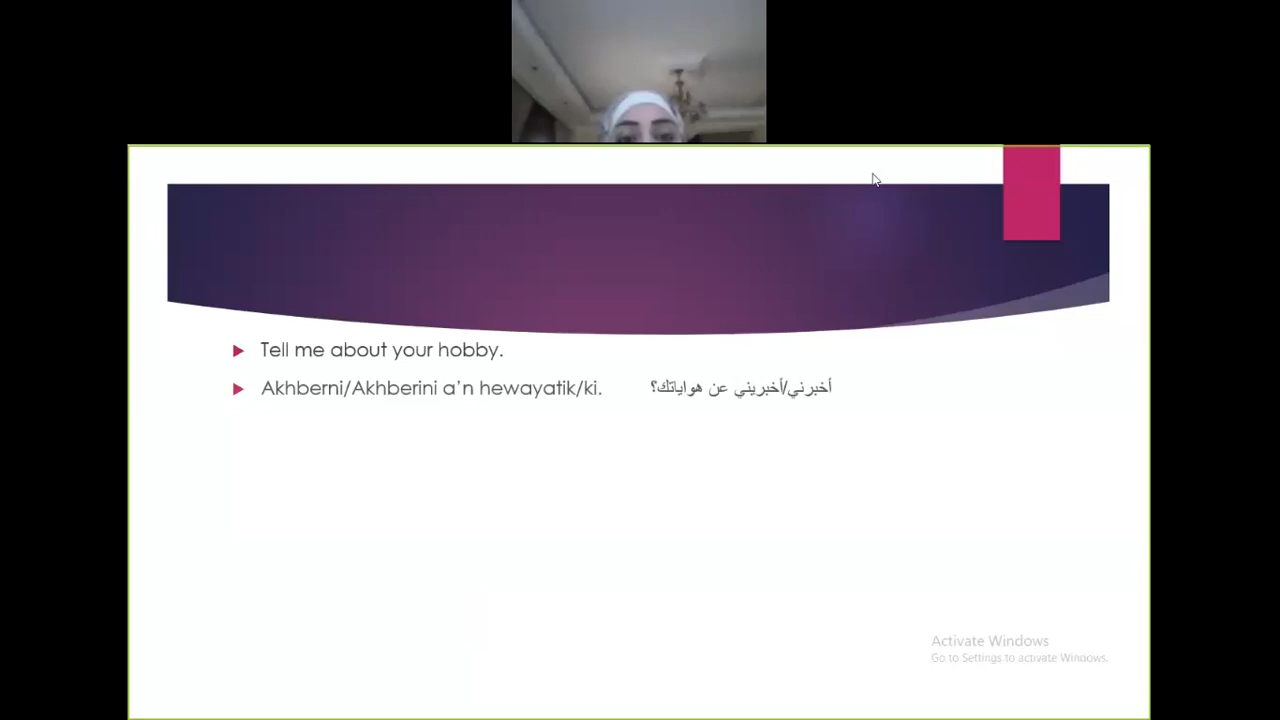 Tell me about your hobby.
Akhberni/Akhberini a’n hewayatik/ki. أخبرني/أخبريني عن هواياتك؟
Activate Windows
Go to Settings to activate Windows.